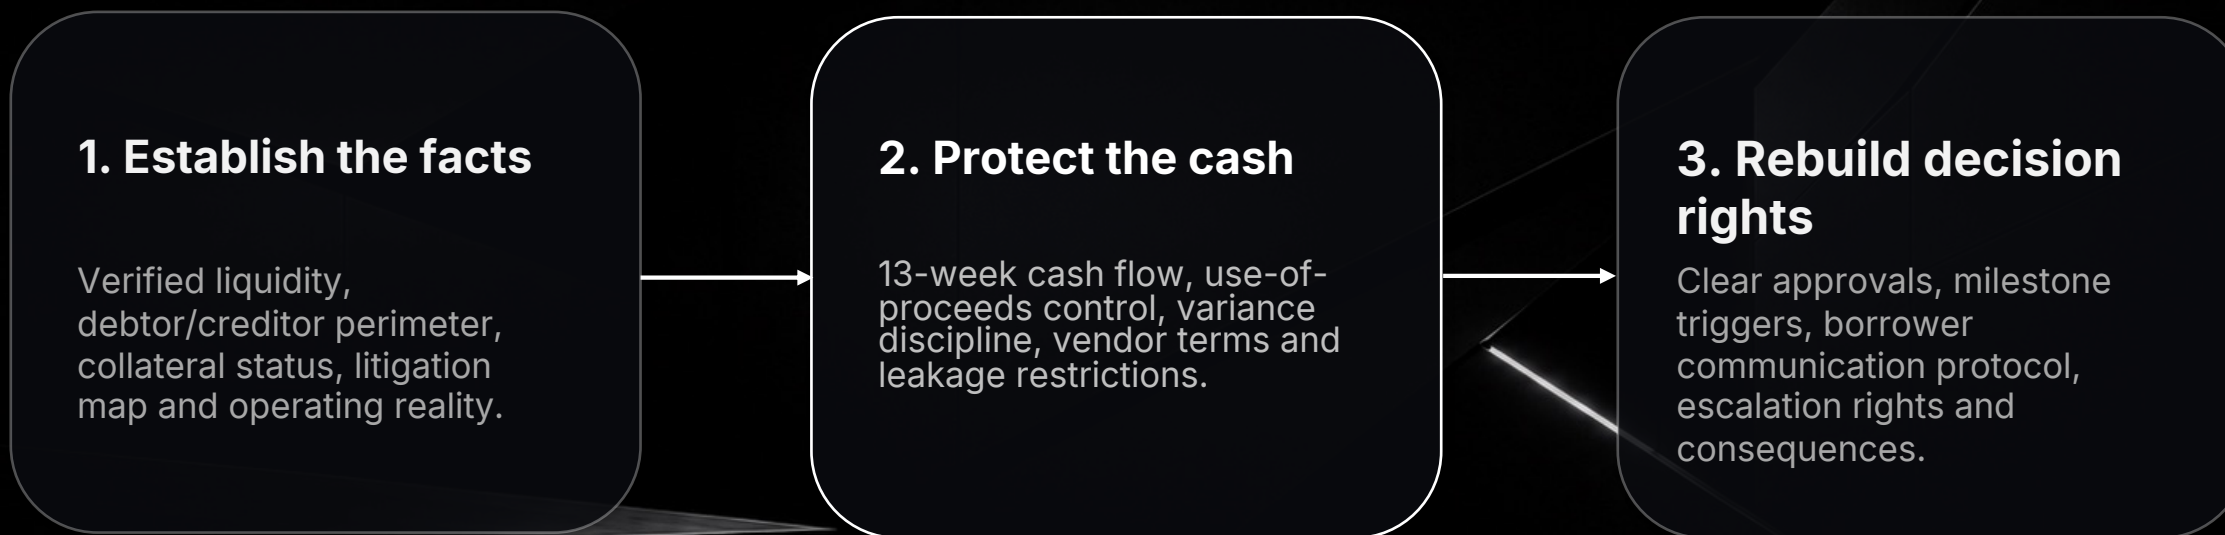 1. Establish the facts
Verified liquidity,
debtor/creditor perimeter,
collateral status, litigation
map and operating reality.
2. Protect the cash
13-week cash flow, use-of-
proceeds control, variance
discipline, vendor terms and
leakage restrictions.
3. Rebuild decision
rights
Clear approvals, milestone
triggers, borrower
communication protocol,
escalation rights and
consequences.